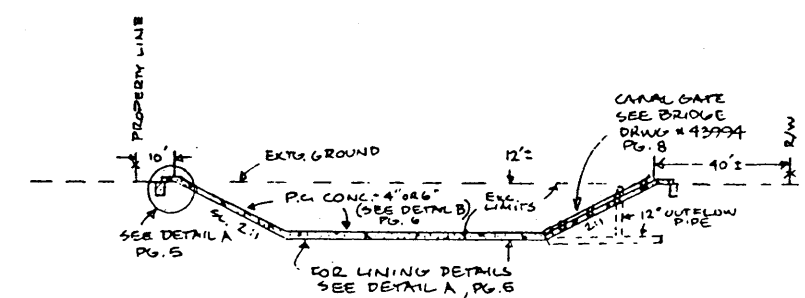 PROPERTY LINE
10'
EXTG. GROUND
12'±
CANAL GATE
SEE BRIDGE
DRWG # 43994
PG. 8
R/W
40'±
P.C. CONC. - 4" OR 6"
(SEE DETAIL B)
PG. 6
EXC.
LIMITS
SEE DETAIL A
PG. 5
2:1
2:1
12" OUTFLOW
PIPE
FOR LINING DETAILS
SEE DETAIL A, PG. 5